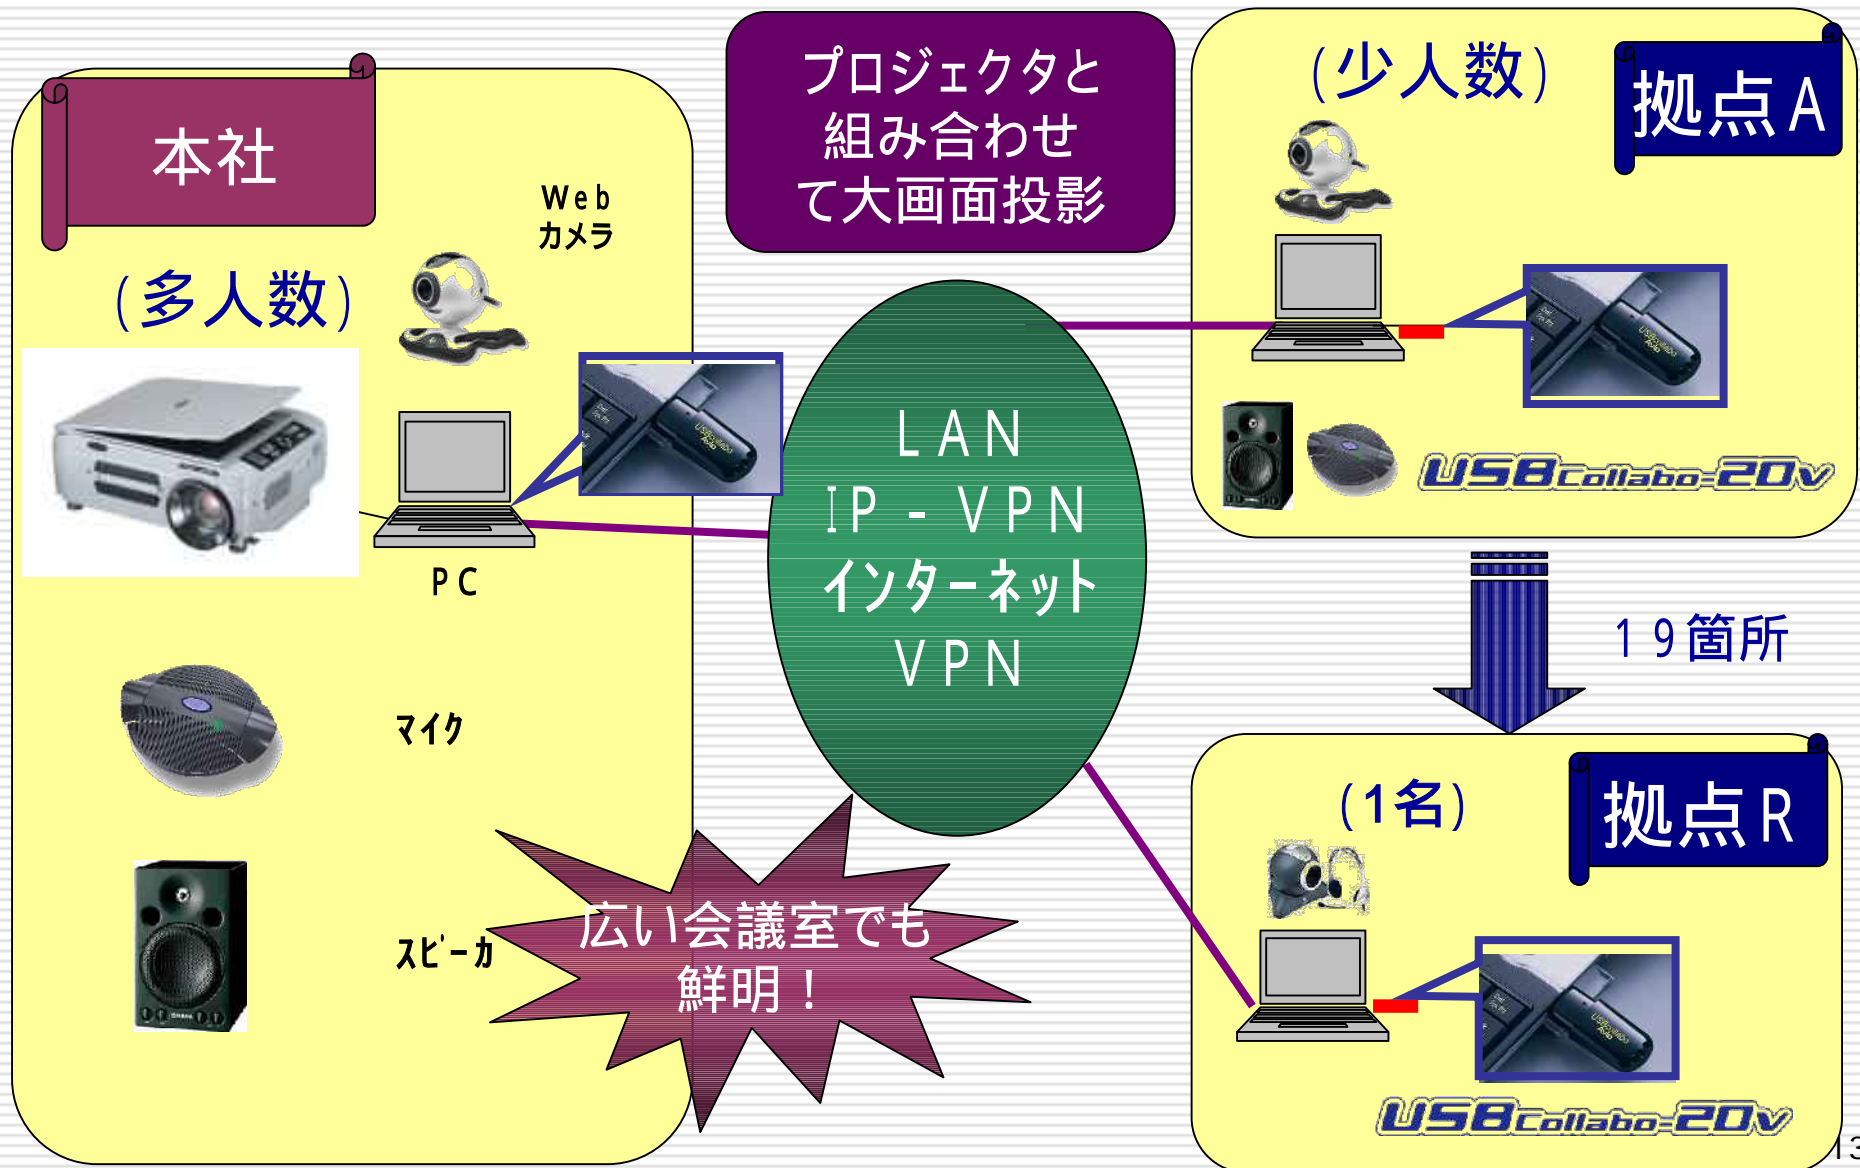 本社
(多人数)
Web
カメラ
PC
マイク
スピーカ
プロジェクタと
組み合わせ
て大画面投影
LAN
IP-VPN
インターネット
VPN
広い会議室でも
鮮明！
(少人数)
拠点A
USBCollabo-20v
19箇所
(1名)
拠点R
USBCollabo-20v
13